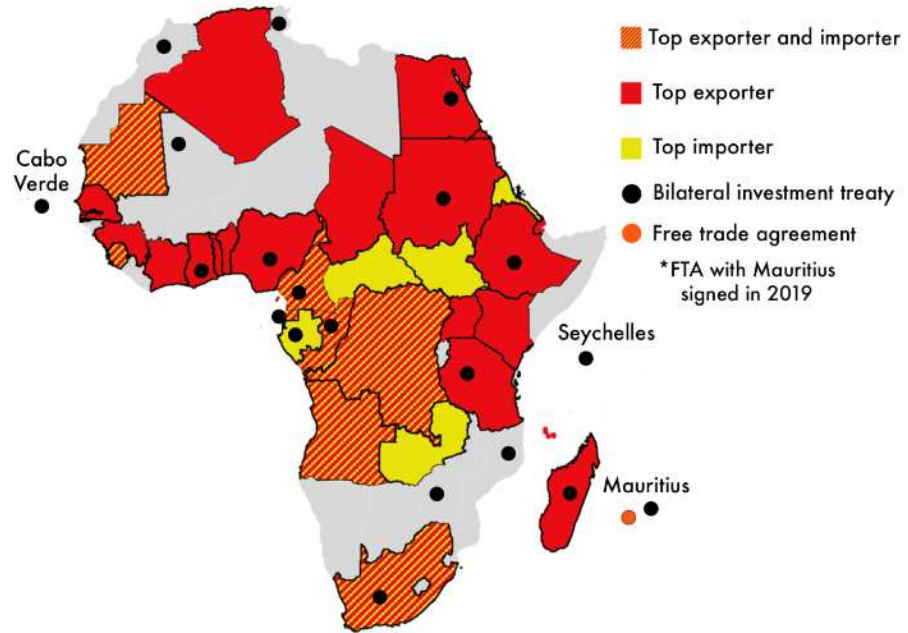 Top exporter and importer
Top exporter
Top importer
Bilateral investment treaty
Free trade agreement
*FTA with Mauritius
signed in 2019
Cabo
Verde
Seychelles
Mauritius